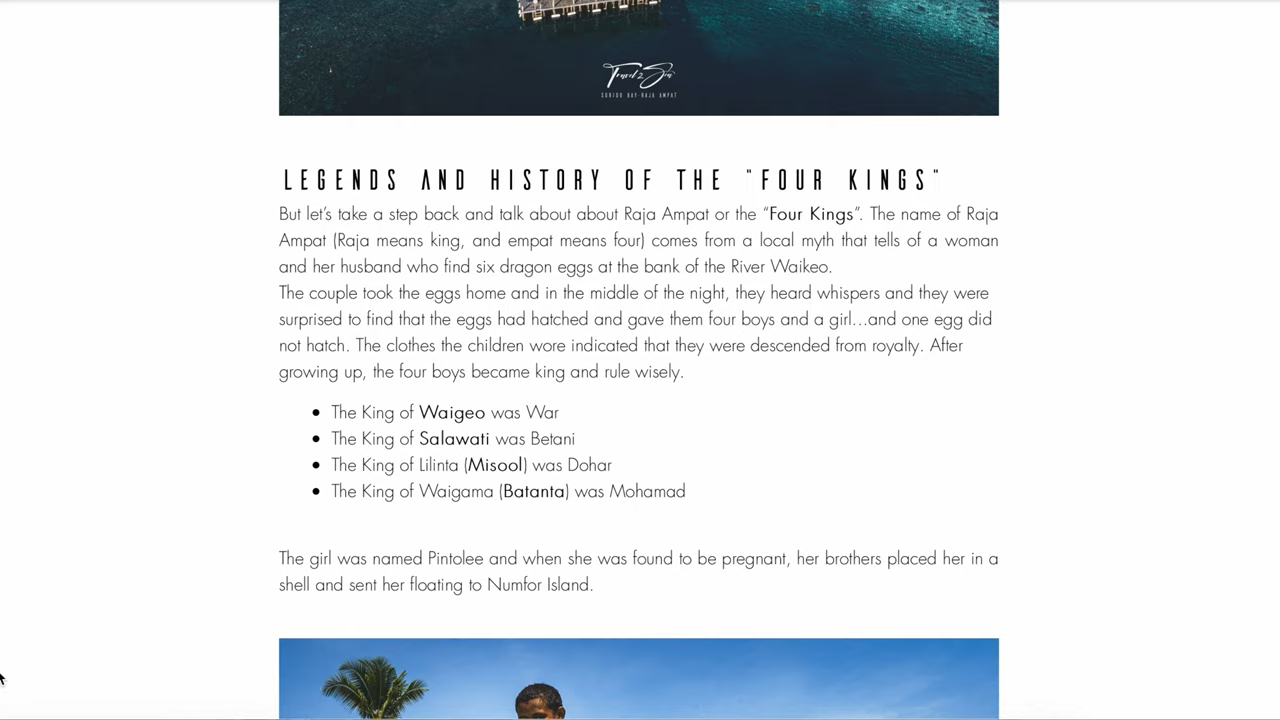 Travel2Sea
CONFOR BAY-RAJA AMPAT
LEGENDS AND HISTORY OF THE "FOUR KINGS"
But let's take a step back and talk about about Raja Ampat or the “Four Kings”. The name of Raja
Ampat (Raja means king, and empat means four) comes from a local myth that tells of a woman
and her husband who find six dragon eggs at the bank of the River Waikeo.
The couple took the eggs home and in the middle of the night, they heard whispers and they were
surprised to find that the eggs had hatched and gave them four boys and a girl...and one egg did
not hatch. The clothes the children wore indicated that they were descended from royalty. After
growing up, the four boys became king and rule wisely.
• The King of Waigeo was War
• The King of Salawati was Betani
• The King of Lilinta (Misool) was Dohar
• The King of Waigama (Batanta) was Mohamad
The girl was named Pintolee and when she was found to be pregnant, her brothers placed her in a
shell and sent her floating to Numfor Island.